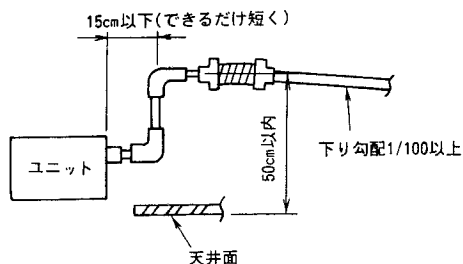 15cm以下(できるだけ短く)
50cm以内
下り勾配1/100以上
ユニット
天井面